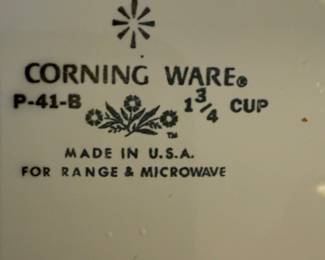 CORNING WARE®
P-41-B 1 3/4 CUP
TM
MADE IN U.S.A.
FOR RANGE & MICROWAVE